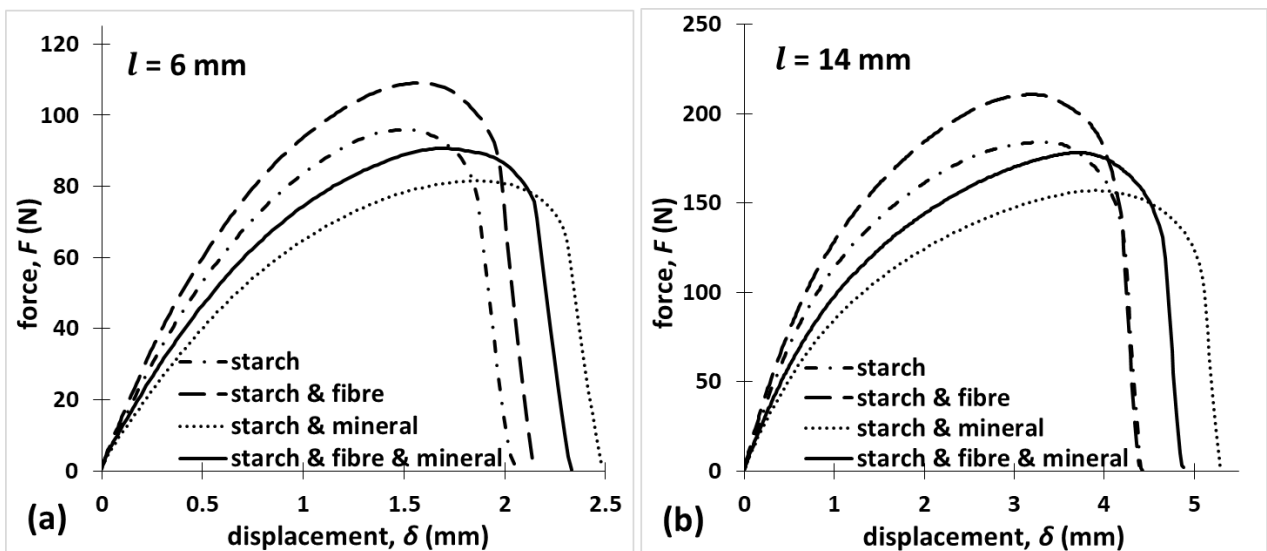 l = 6 mm
120
100
80
60
40
20
0
force, F (N)
starch
starch & fibre
starch & mineral
starch & fibre & mineral
0
0.5
1
1.5
2
2.5
(a)
displacement, δ (mm)
l = 14 mm
250
200
150
100
50
0
force, F (N)
starch
starch & fibre
starch & mineral
starch & fibre & mineral
0
1
2
3
4
5
(b)
displacement, δ (mm)